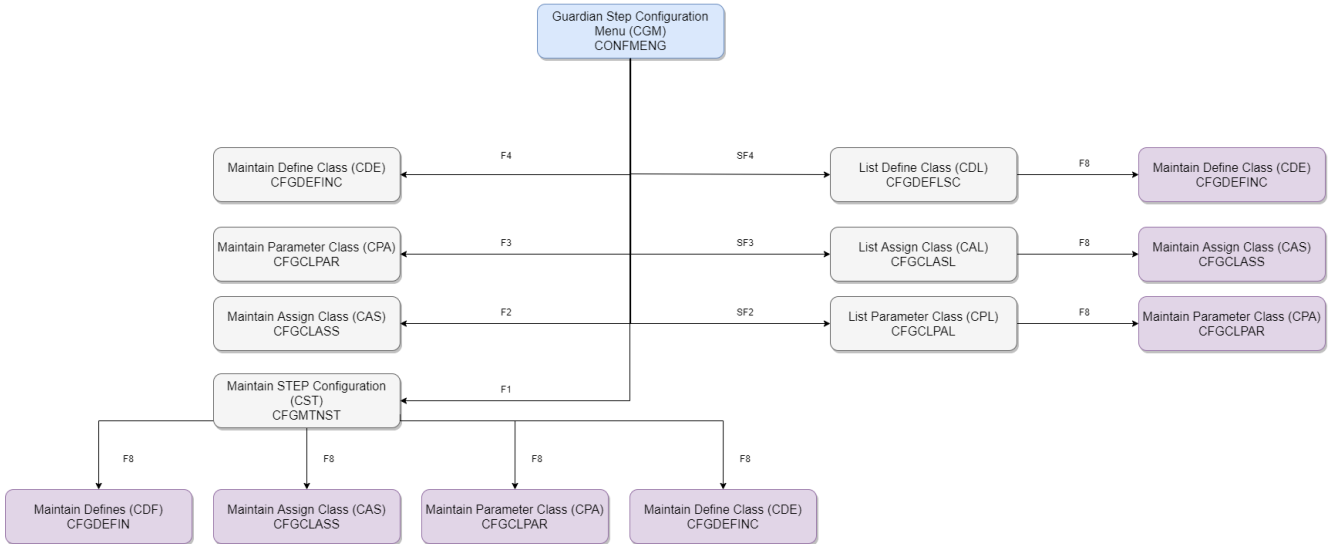 Guardian Step Configuration
Menu (CGM)
CONFMENG
F4
SF4
Maintain Define Class (CDE)
CFGDEFINC
List Define Class (CDL)
CFGDEFLSC
F8
Maintain Define Class (CDE)
CFGDEFINC
F3
SF3
Maintain Parameter Class (CPA)
CFGCLPAR
List Assign Class (CAL)
CFGCLASL
F8
Maintain Assign Class (CAS)
CFGCLASS
F2
SF2
Maintain Assign Class (CAS)
CFGCLASS
List Parameter Class (CPL)
CFGCLPAL
F8
Maintain Parameter Class (CPA)
CFGCLPAR
Maintain STEP Configuration
(CST)
CFGMTNST
F1
F8
F8
F8
F8
Maintain Defines (CDF)
CFGDEFIN
Maintain Assign Class (CAS)
CFGCLASS
Maintain Parameter Class (CPA)
CFGCLPAR
Maintain Define Class (CDE)
CFGDEFINC